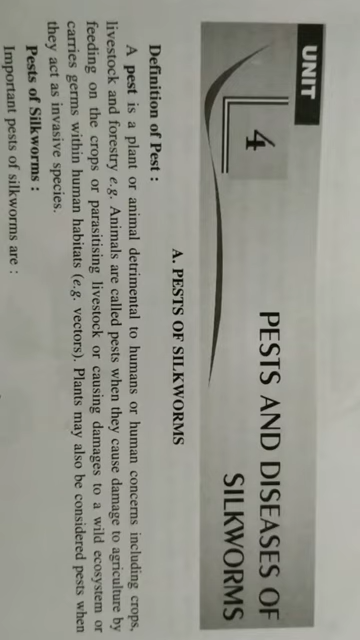 UNIT
4
PESTS AND DISEASES OF
SILKWORMS
A. PESTS OF SILKWORMS
Definition of Pest :
A pest is a plant or animal detrimental to humans or human concerns including crops,
livestock and forestry e.g. Animals are called pests when they cause damage to agriculture by
feeding on the crops or parasitising livestock or causing damages to a wild ecosystem or
carries germs within human habitats (e.g. vectors). Plants may also be considered pests when
they act as invasive species.
Pests of Silkworms :
Important pests of silkworms are :